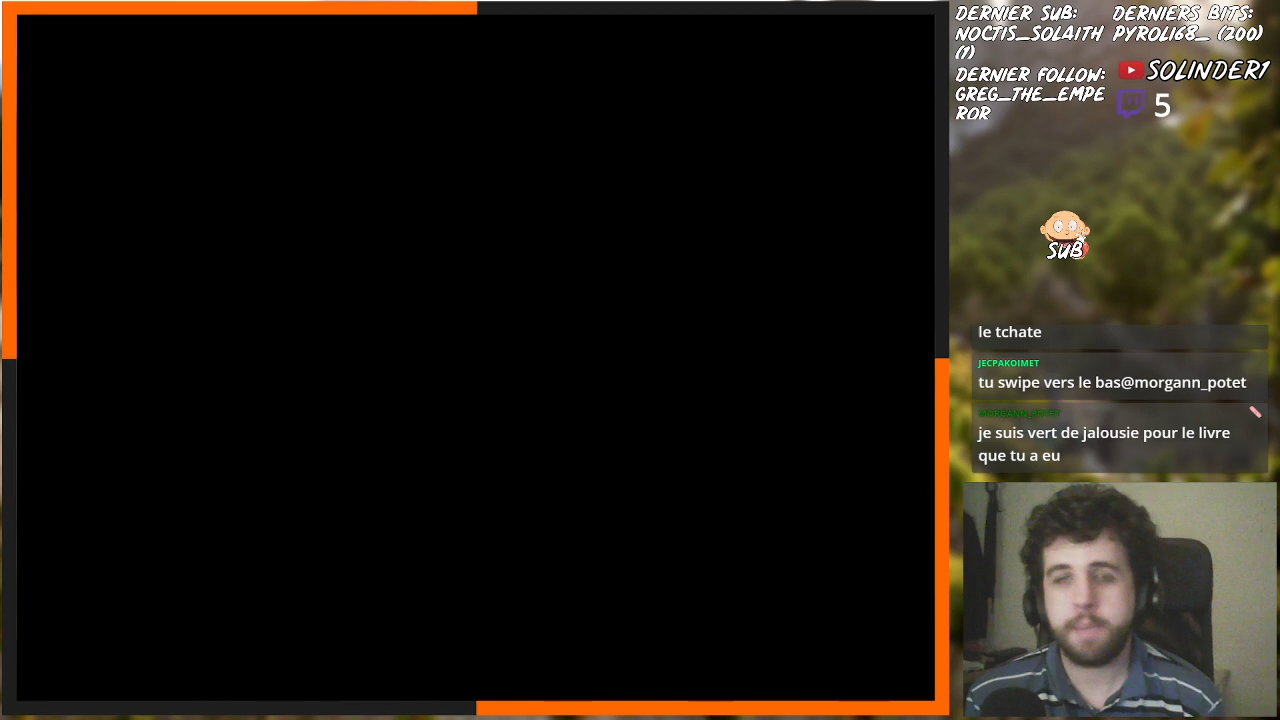 DERNIER SUB:
NOCTIS_SOLAITH
(1)
DERNIER FOLLOW:
GREG_THE_EMPE
ROR
DERNIERS BITS:
PYROLI68_ (200)
SOLINDER1
5
SUB
le tchate
JECPAKOIMET
tu swipe vers le bas@morgann_potet
MORGANN_POTET
je suis vert de jalousie pour le livre
que tu a eu